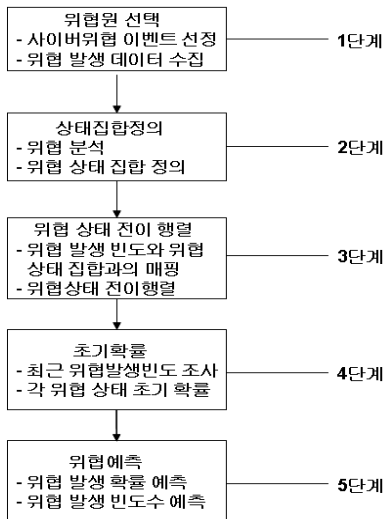 위협원 선택
- 사이버위협 이벤트 선정
- 위협 발생 데이터 수집
1단계
상태집합정의
- 위협 분석
- 위협 상태 집합 정의
2단계
위협 상태 전이 행렬
- 위협 발생 빈도와 위협
상태 집합과의 매핑
- 위협상태 전이행렬
3단계
초기확률
- 최근 위협발생빈도 조사
- 각 위협 상태 초기 확률
4단계
위협예측
- 위협 발생 확률 예측
- 위협 발생 빈도수 예측
5단계